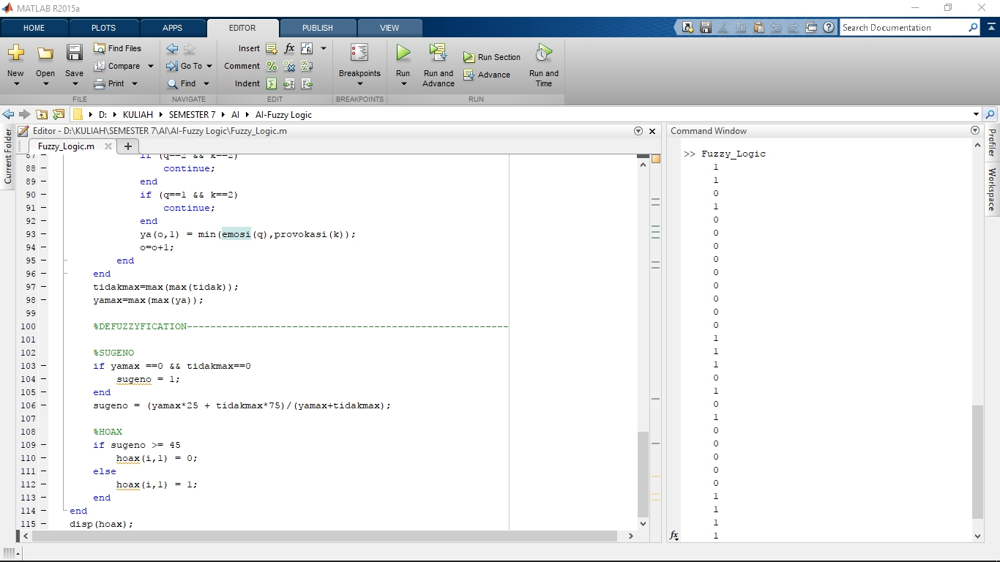 MATLAB R2015a
HOME PLOTS APPS EDITOR PUBLISH VIEW
Search Documentation
New Open Save
Find Files
Compare
Print
Go To
Find
Insert fx
Comment
Indent
Breakpoints
Run
Run and Advance
Run Section
Advance
Run and Time
FILE NAVIGATE EDIT BREAKPOINTS RUN
D: KULIAH SEMESTER 7 AI AI-Fuzzy Logic
Current Folder
Editor - D:\KULIAH\SEMESTER 7\AI\AI-Fuzzy Logic\Fuzzy_Logic.m
Fuzzy_Logic.m
87 if (q==2 && k==2)
88 continue;
89 end
90 if (q==1 && k==2)
91 continue;
92 end
93 ya(o,1) = min(emosi(q),provokasi(k));
94 o=o+1;
95 end
96 end
97 tidakmax=max(max(tidak));
98 yamax=max(max(ya));
99
100 %DEFUZZYFICATION-------------------------------------------------------
101
102 %SUGENO
103 if yamax ==0 && tidakmax==0
104 sugeno = 1;
105 end
106 sugeno = (yamax*25 + tidakmax*75)/(yamax+tidakmax);
107
108 %HOAX
109 if sugeno >= 45
110 hoax(i,1) = 0;
111 else
112 hoax(i,1) = 1;
113 end
114 end
115 disp(hoax);
Command Window
>> Fuzzy_Logic
1
1
0
1
0
0
0
0
0
0
0
0
0
1
1
1
0
1
0
1
0
0
0
0
0
1
1
1
1
fx
Profiler
Workspace